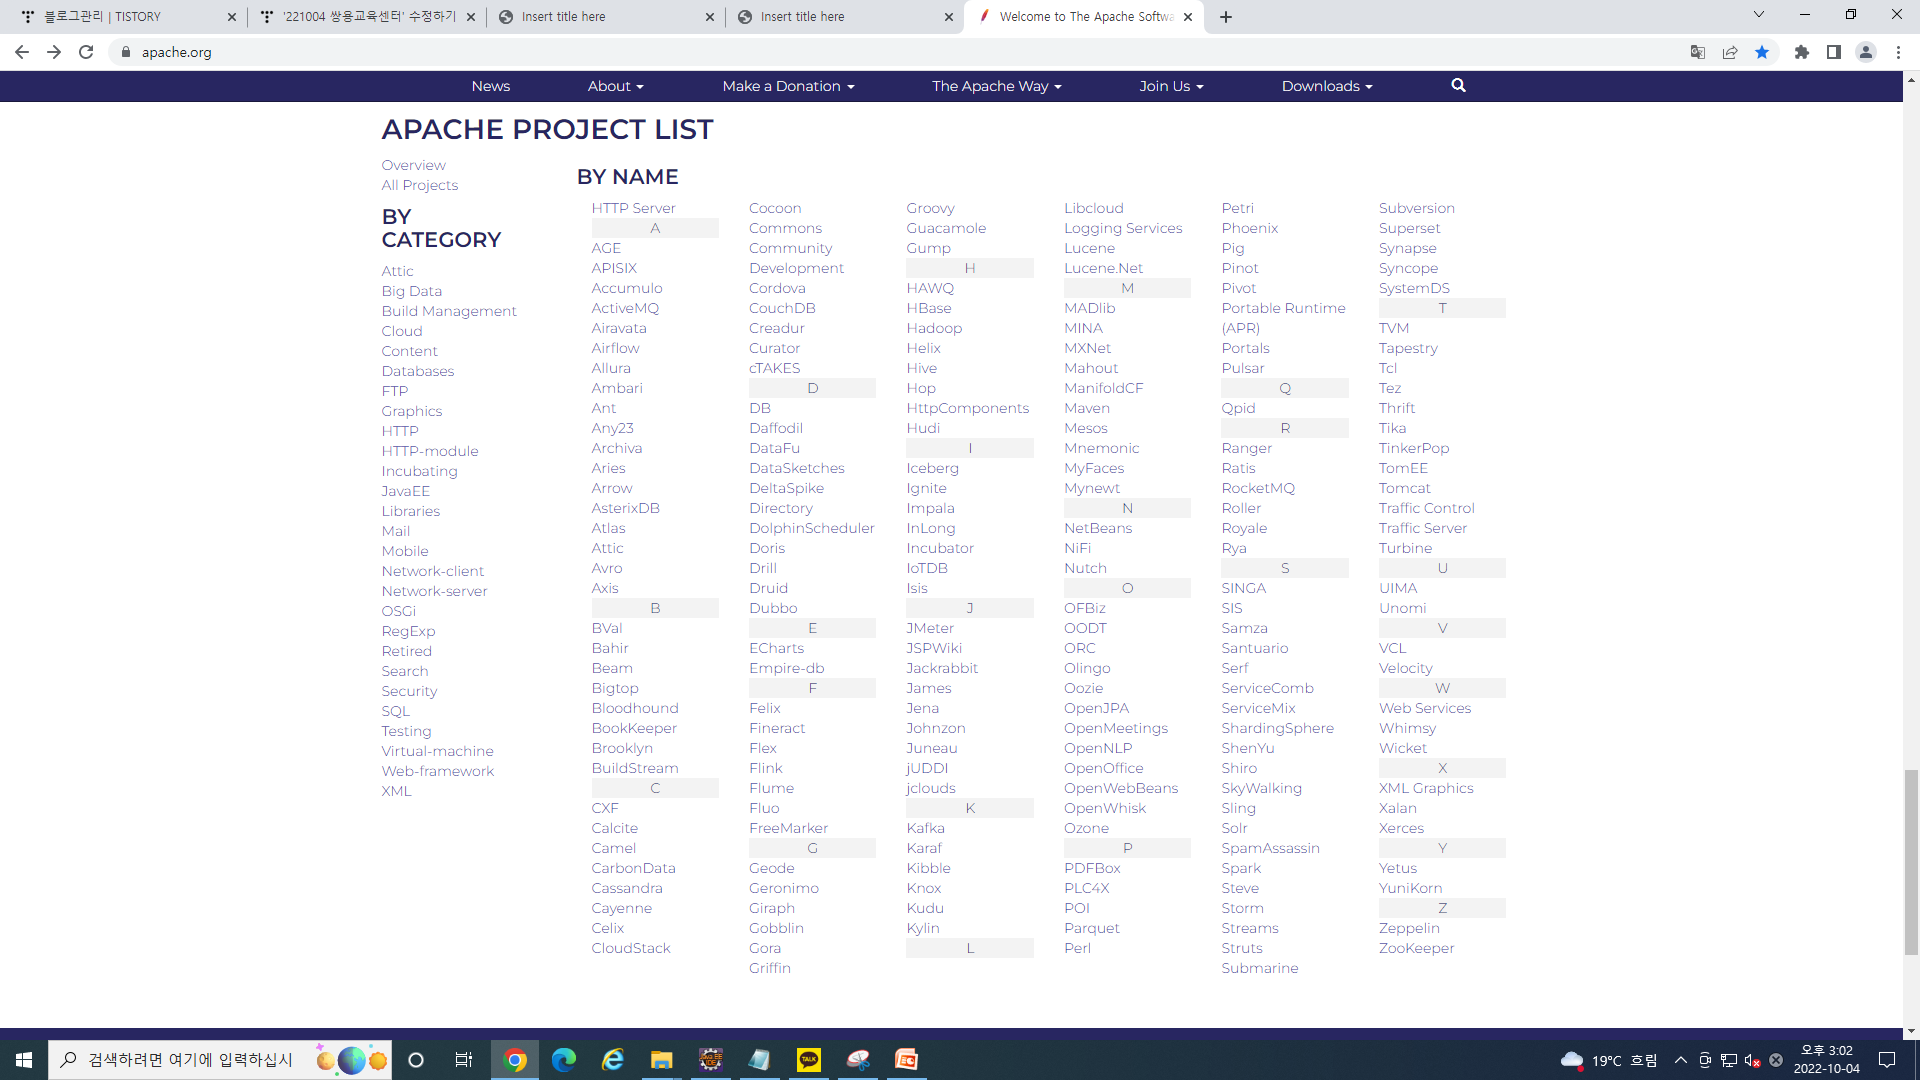 블로그관리 | TISTORY
'221004 쌍용교육센터' 수정하기
Insert title here
Insert title here
Welcome to The Apache Softwa
apache.org
News
About
Make a Donation
The Apache Way
Join Us
Downloads
APACHE PROJECT LIST
Overview
All Projects
BY
CATEGORY
Attic
Big Data
Build Management
Cloud
Content
Databases
FTP
Graphics
HTTP
HTTP-module
Incubating
JavaEE
Libraries
Mail
Mobile
Network-client
Network-server
OSGi
RegExp
Retired
Search
Security
SQL
Testing
Virtual-machine
Web-framework
XML
BY NAME
HTTP Server
A
AGE
APISIX
Accumulo
ActiveMQ
Airavata
Airflow
Allura
Ambari
Ant
Any23
Archiva
Aries
Arrow
AsterixDB
Atlas
Attic
Avro
Axis
B
BVal
Bahir
Beam
Bigtop
Bloodhound
BookKeeper
Brooklyn
BuildStream
C
CXF
Calcite
Camel
CarbonData
Cassandra
Cayenne
Celix
CloudStack
Cocoon
Commons
Community
Development
Cordova
CouchDB
Creadur
Curator
cTAKES
D
DB
Daffodil
DataFu
DataSketches
DeltaSpike
Directory
DolphinScheduler
Doris
Drill
Druid
Dubbo
E
ECharts
Empire-db
F
Felix
Fineract
Flex
Flink
Flume
Fluo
FreeMarker
G
Geode
Geronimo
Giraph
Gobblin
Gora
Griffin
Groovy
Guacamole
Gump
H
HAWQ
HBase
Hadoop
Helix
Hive
Hop
HttpComponents
Hudi
I
Iceberg
Ignite
Impala
InLong
Incubator
IoTDB
Isis
J
JMeter
JSPWiki
Jackrabbit
James
Jena
Johnzon
Juneau
jUDDI
jclouds
K
Kafka
Karaf
Kibble
Knox
Kudu
Kylin
L
Libcloud
Logging Services
Lucene
Lucene.Net
M
MADlib
MINA
MXNet
Mahout
ManifoldCF
Maven
Mesos
Mnemonic
MyFaces
Mynewt
N
NetBeans
NiFi
Nutch
O
OFBiz
OODT
ORC
Olingo
Oozie
OpenJPA
OpenMeetings
OpenNLP
OpenOffice
OpenWebBeans
OpenWhisk
Ozone
P
PDFBox
PLC4X
POI
Parquet
Perl
Petri
Phoenix
Pig
Pinot
Pivot
Portable Runtime
(APR)
Portals
Pulsar
Q
Qpid
R
Ranger
Ratis
RocketMQ
Roller
Royale
Rya
S
SINGA
SIS
Samza
Santuario
Serf
ServiceComb
ServiceMix
ShardingSphere
ShenYu
Shiro
SkyWalking
Sling
Solr
SpamAssassin
Spark
Steve
Storm
Streams
Struts
Submarine
Subversion
Superset
Synapse
Syncope
SystemDS
T
TVM
Tapestry
Tcl
Tez
Thrift
Tika
TinkerPop
TomEE
Tomcat
Traffic Control
Traffic Server
Turbine
U
UIMA
Unomi
V
VCL
Velocity
W
Web Services
Whimsy
Wicket
X
XML Graphics
Xalan
Xerces
Y
Yetus
YuniKorn
Z
Zeppelin
ZooKeeper
검색하려면 여기에 입력하십시
TALK
19°C 흐림
오후 3:02
2022-10-04